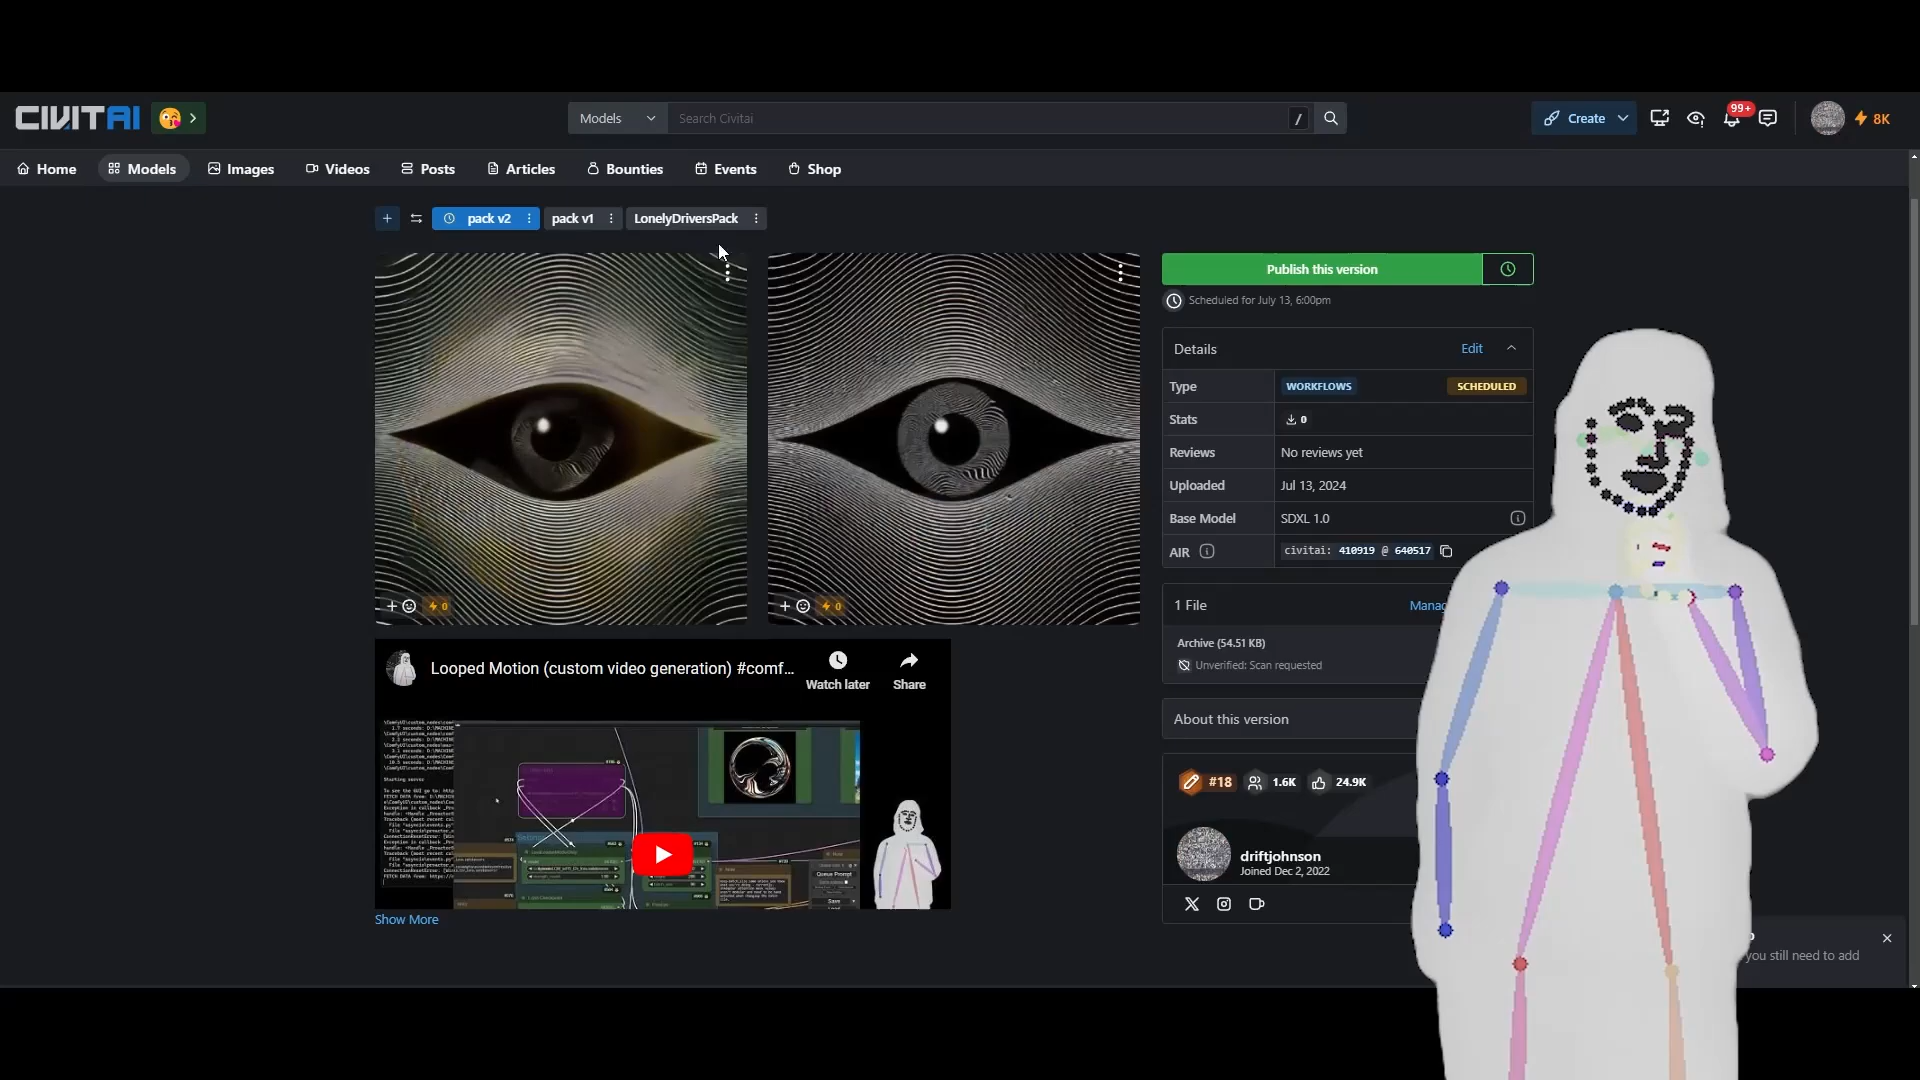 CIVITAI
Models
Search Civitai
/
Create
99+
8K
Home
Models
Images
Videos
Posts
Articles
Bounties
Events
Shop
pack v2
pack v1
LonelyDriversPack
Publish this version
Scheduled for July 13, 6:00pm
Details
Edit
Type
WORKFLOWS
SCHEDULED
Stats
0
Reviews
No reviews yet
Uploaded
Jul 13, 2024
Base Model
SDXL 1.0
AIR
civitai: 410919 @ 640517
0
0
1 File
Manag
Archive (54.51 KB)
Unverified: Scan requested
Looped Motion (custom video generation) #comf...
Watch later
Share
Starting server
Queue Prompt
Save
About this version
#18
1.6K
24.9K
driftjohnson
Joined Dec 2, 2022
Show More
you still need to add